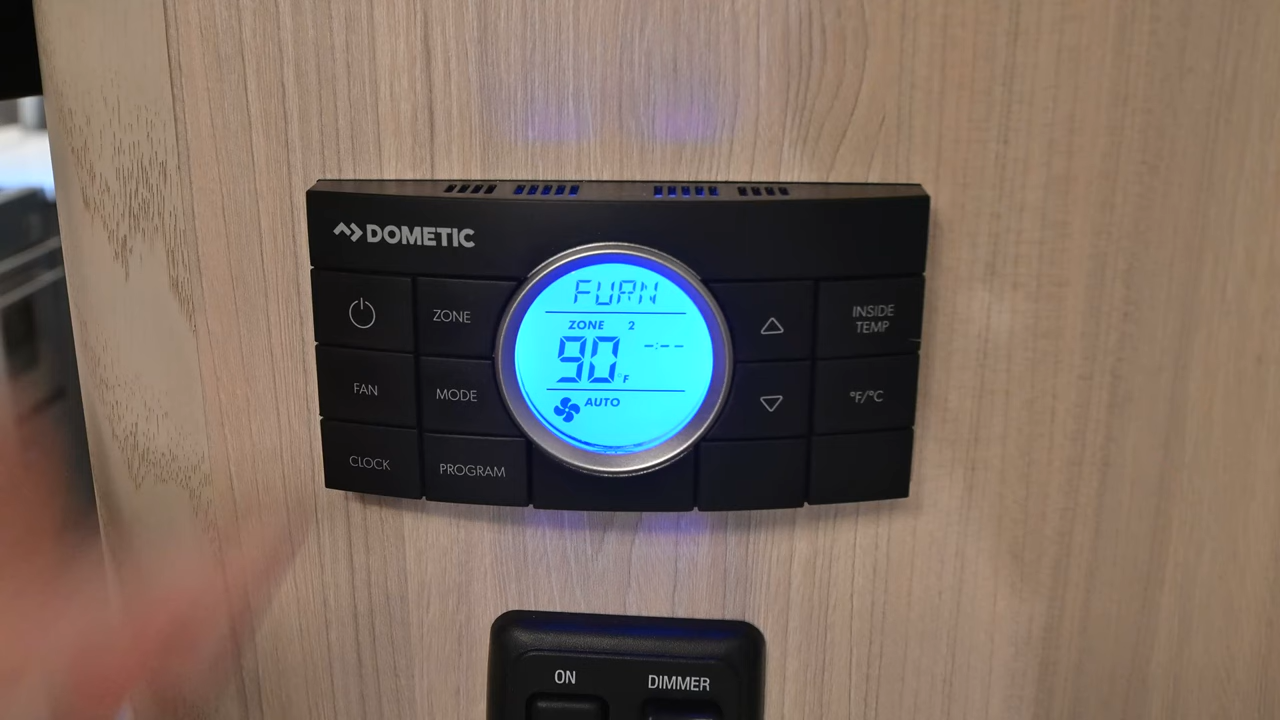 DOMETIC
FURN
ZONE 2
90 °F
-:--
AUTO
ZONE
FAN
MODE
CLOCK
PROGRAM
INSIDE
TEMP
°F/°C
ON
DIMMER